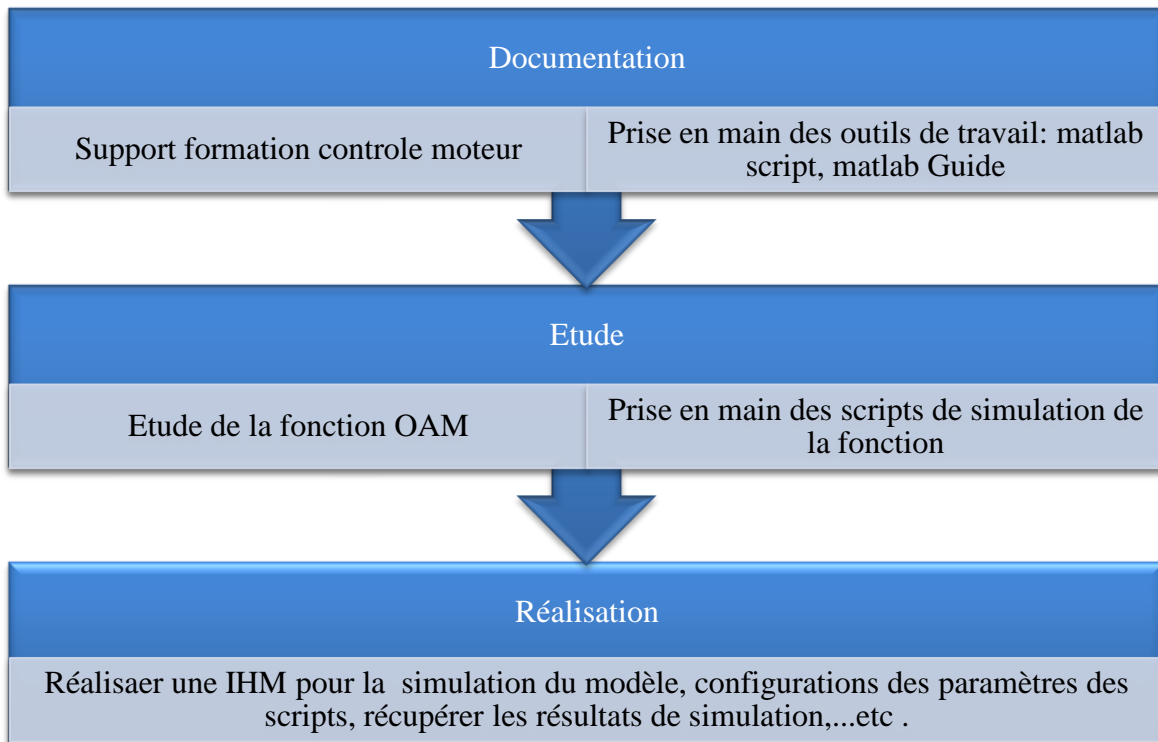 Documentation
Support formation controle moteur
Prise en main des outils de travail: matlab
script, matlab Guide
Etude
Etude de la fonction OAM
Prise en main des scripts de simulation de
la fonction
Réalisation
Réalisaer une IHM pour la  simulation du modèle, configurations des paramètres des
scripts, récupérer les résultats de simulation,...etc .